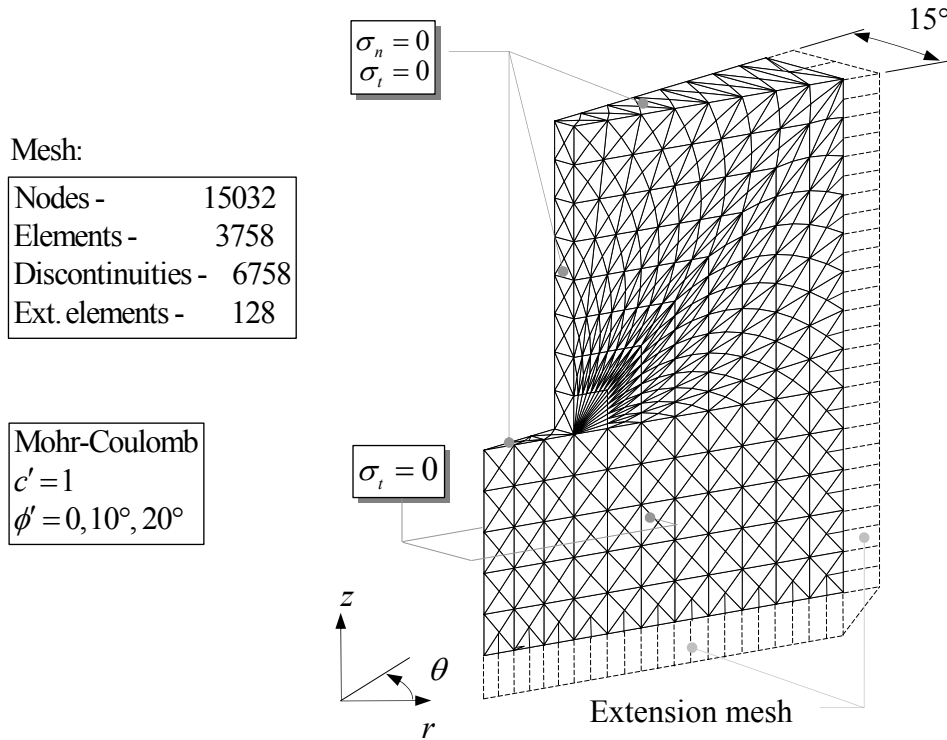 15°
σₙ = 0
σₜ = 0
Mesh:
Nodes - 15032
Elements - 3758
Discontinuities - 6758
Ext. elements - 128
Mohr-Coulomb
c′ = 1
ϕ′ = 0, 10°, 20°
σₜ = 0
z
θ
r
Extension mesh